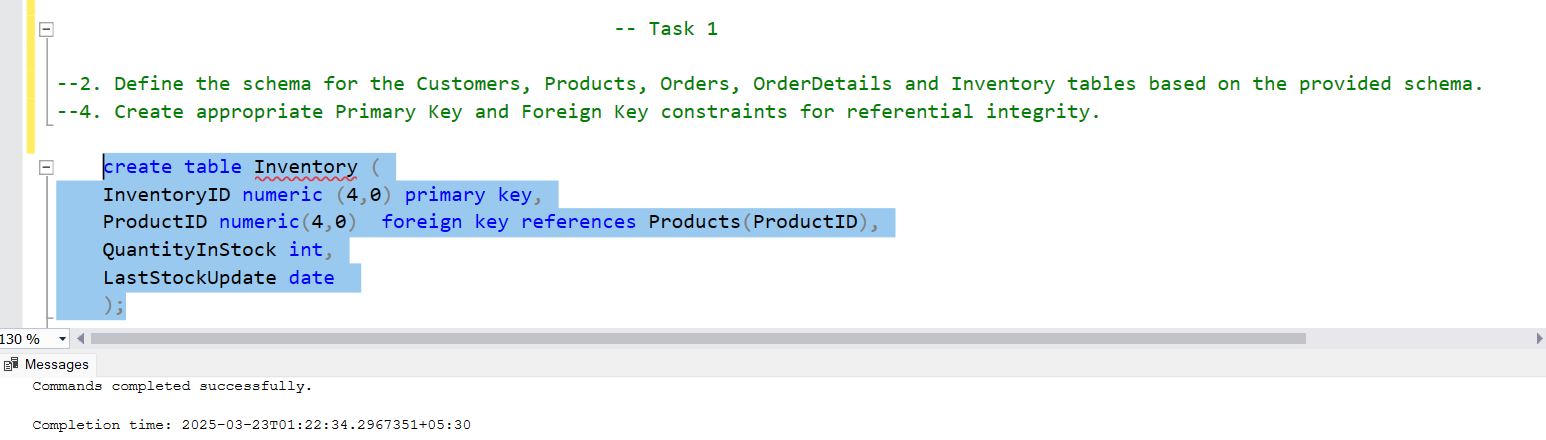 -- Task 1
--2. Define the schema for the Customers, Products, Orders, OrderDetails and Inventory tables based on the provided schema.
--4. Create appropriate Primary Key and Foreign Key constraints for referential integrity.
create table Inventory (
InventoryID numeric (4,0) primary key,
ProductID numeric(4,0)  foreign key references Products(ProductID),
QuantityInStock int,
LastStockUpdate date
);
130 %
Messages
Commands completed successfully.
Completion time: 2025-03-23T01:22:34.2967351+05:30